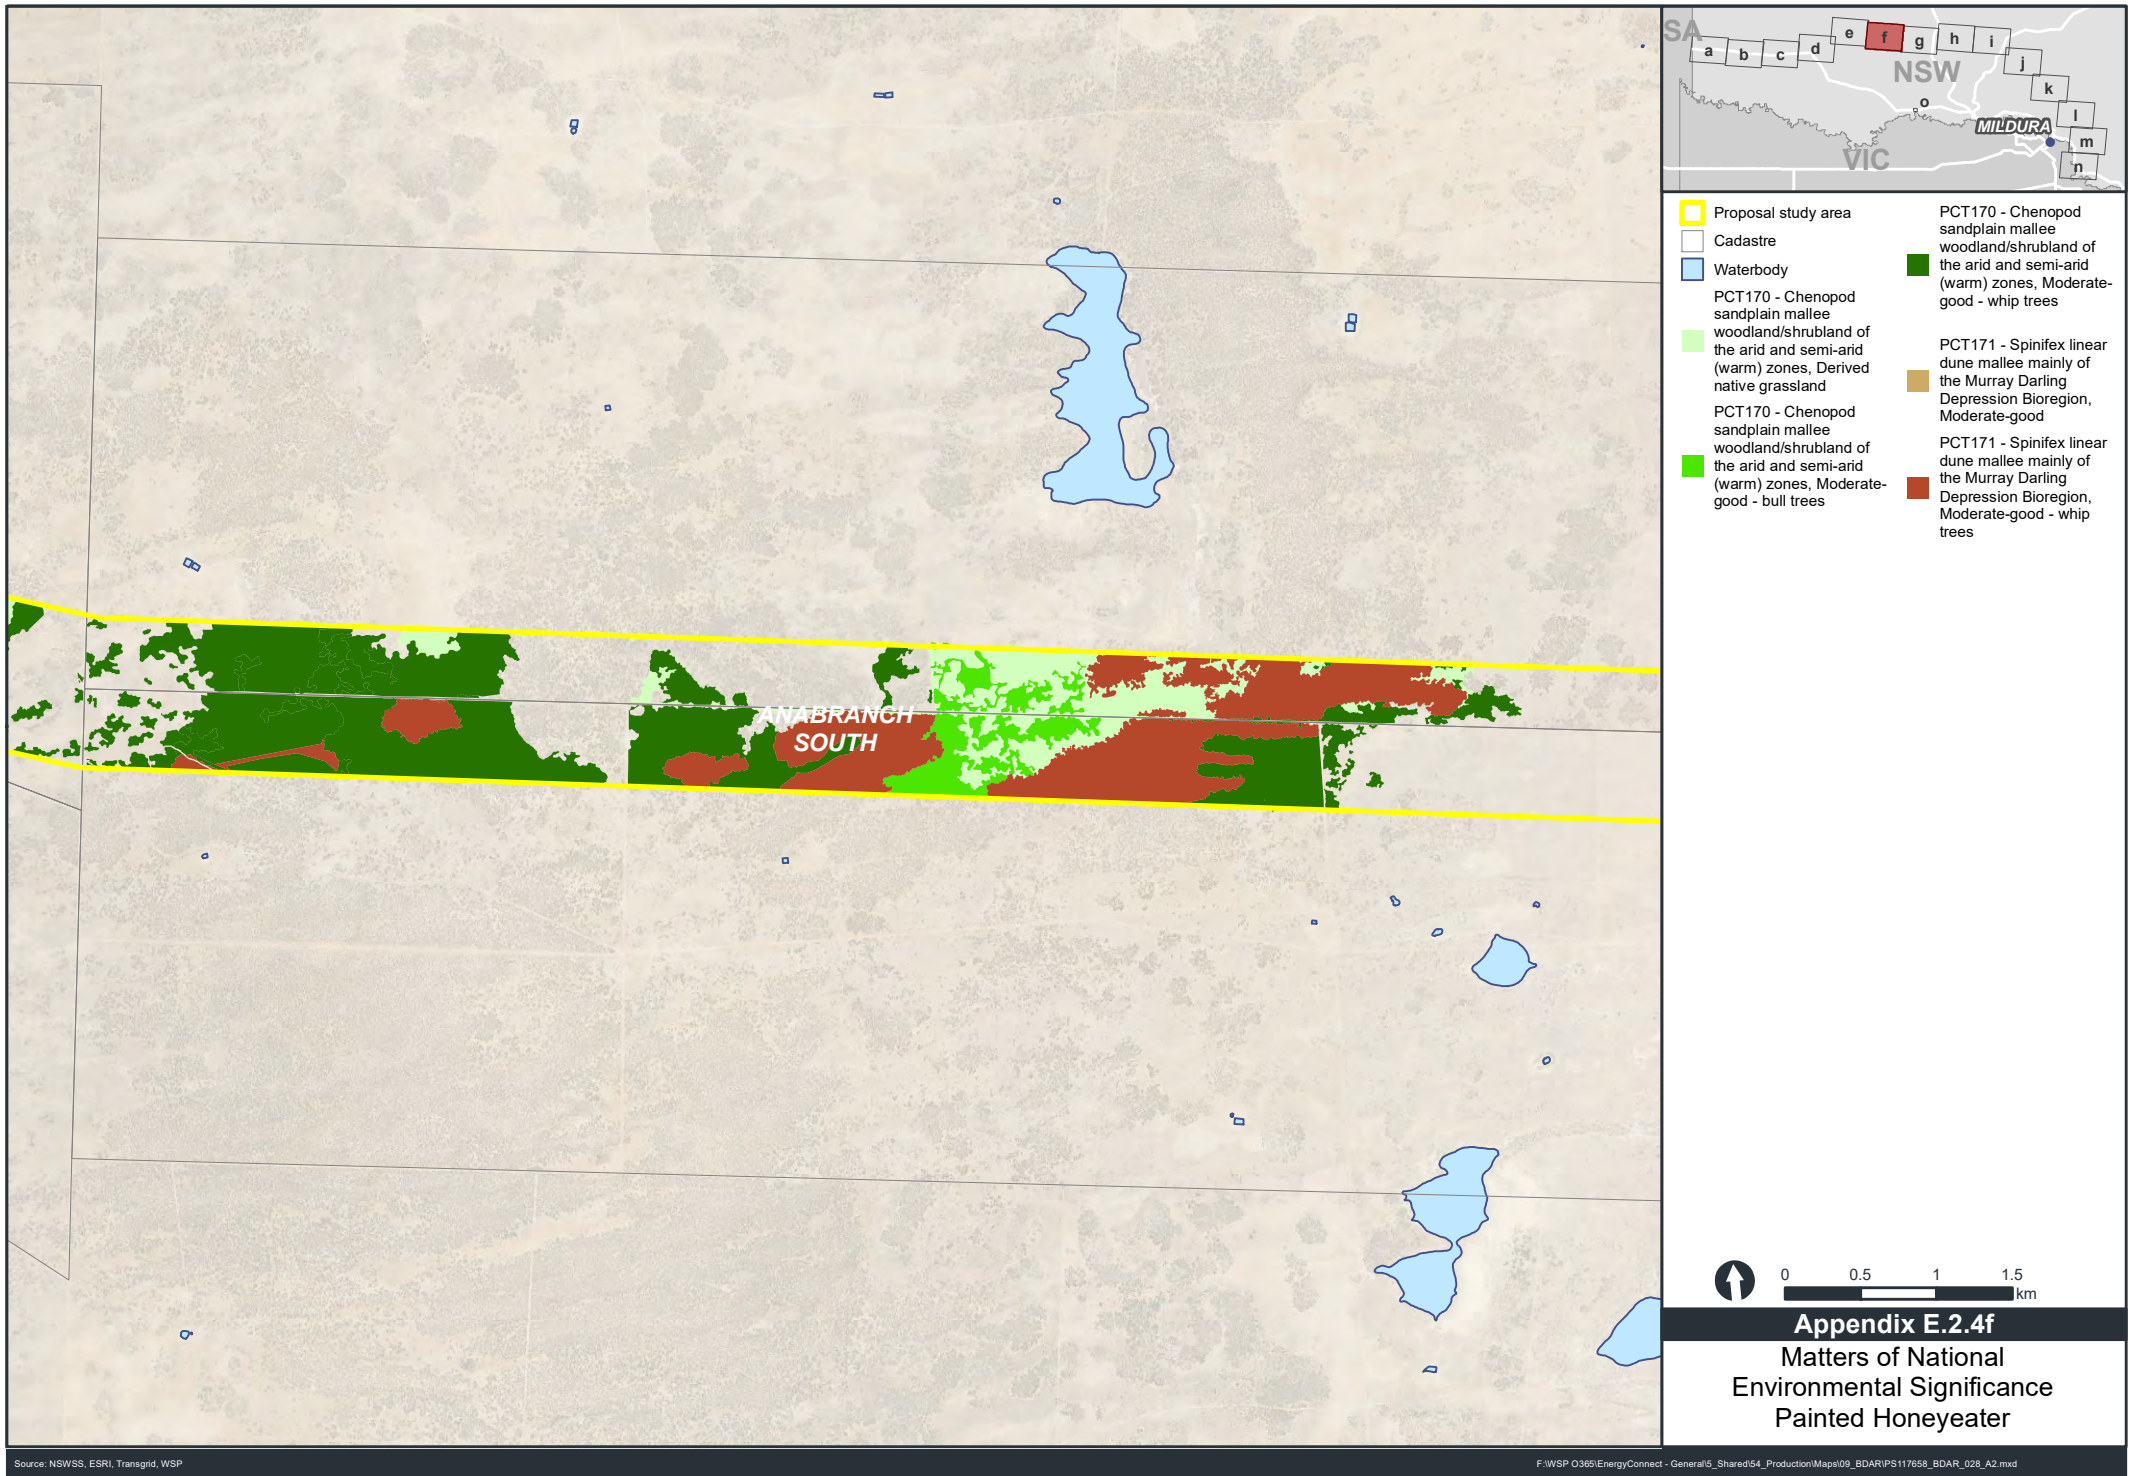 SA
a
b
c
d
e
f
g
h
i
j
k
l
m
n
o
NSW
MILDURA
VIC
Proposal study area
Cadastre
Waterbody
PCT170 - Chenopod
sandplain mallee
woodland/shrubland of
the arid and semi-arid
(warm) zones, Derived
native grassland
PCT170 - Chenopod
sandplain mallee
woodland/shrubland of
the arid and semi-arid
(warm) zones, Moderate-
good - bull trees
PCT170 - Chenopod
sandplain mallee
woodland/shrubland of
the arid and semi-arid
(warm) zones, Moderate-
good - whip trees
PCT171 - Spinifex linear
dune mallee mainly of
the Murray Darling
Depression Bioregion,
Moderate-good
PCT171 - Spinifex linear
dune mallee mainly of
the Murray Darling
Depression Bioregion,
Moderate-good - whip
trees
ANABRANCH
SOUTH
0 0.5 1 1.5
km
Appendix E.2.4f
Matters of National
Environmental Significance
Painted Honeyeater
Source: NSWSS, ESRI, Transgrid, WSP
F:\WSP O365\EnergyConnect - General\5_Shared\54_Production\Maps\09_BDAR\PS117658_BDAR_028_A2.mxd